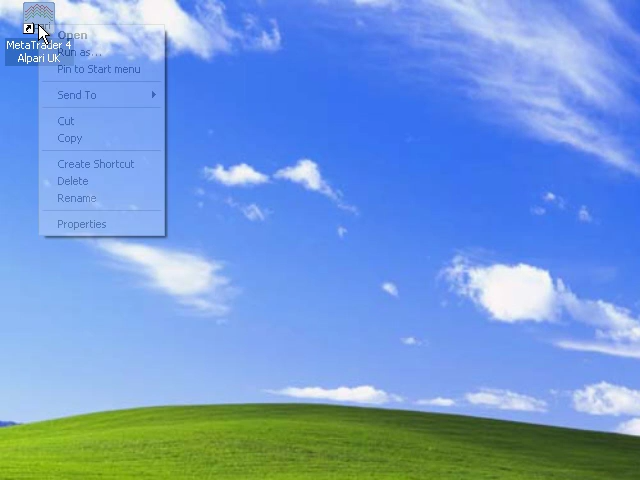 MetaTrader 4
Alpari UK
Open
Run as...
Pin to Start menu
Send To
Cut
Copy
Create Shortcut
Delete
Rename
Properties